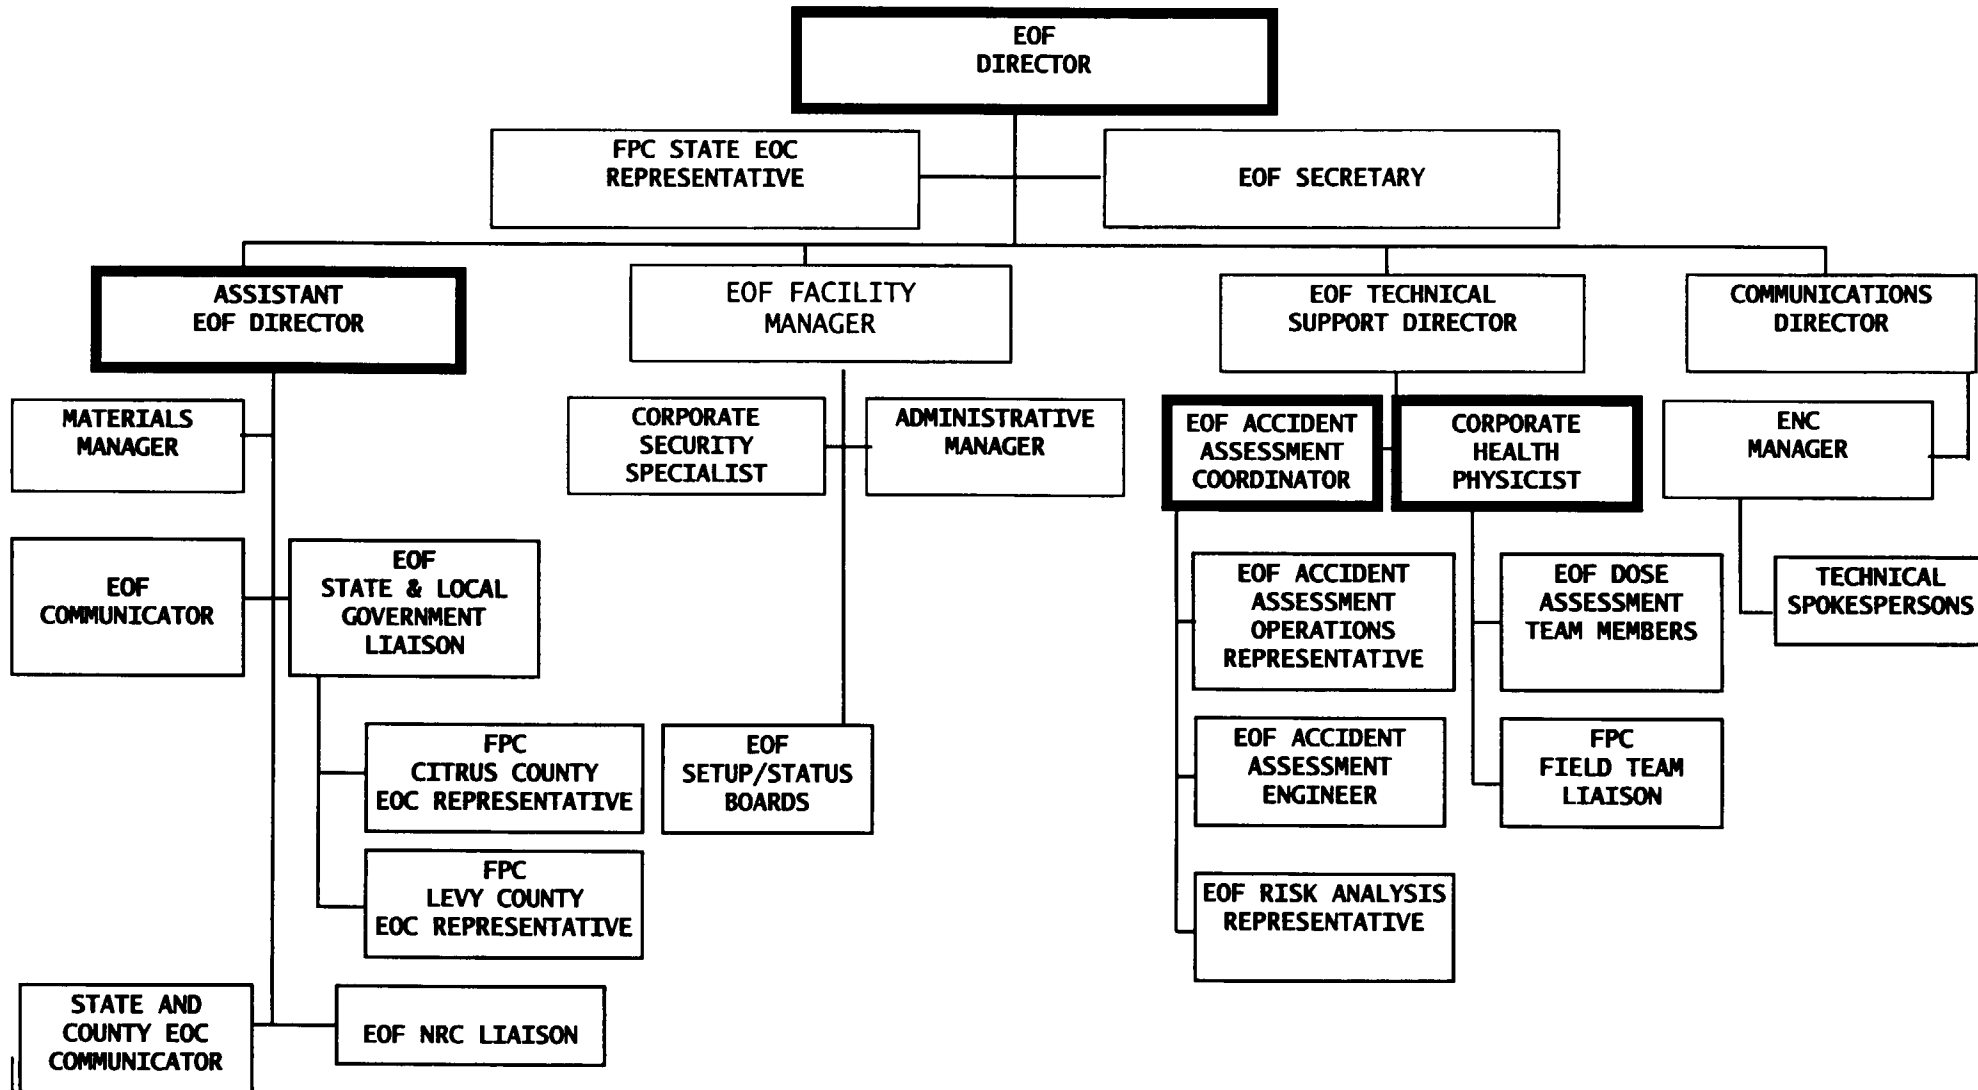 EOF
DIRECTOR
FPC STATE EOC
REPRESENTATIVE
EOF SECRETARY
ASSISTANT
EOF DIRECTOR
EOF FACILITY
MANAGER
EOF TECHNICAL
SUPPORT DIRECTOR
COMMUNICATIONS
DIRECTOR
MATERIALS
MANAGER
CORPORATE
SECURITY
SPECIALIST
ADMINISTRATIVE
MANAGER
EOF ACCIDENT
ASSESSMENT
COORDINATOR
CORPORATE
HEALTH
PHYSICIST
ENC
MANAGER
EOF
COMMUNICATOR
EOF
STATE & LOCAL
GOVERNMENT
LIAISON
EOF ACCIDENT
ASSESSMENT
OPERATIONS
REPRESENTATIVE
EOF DOSE
ASSESSMENT
TEAM MEMBERS
TECHNICAL
SPOKESPERSONS
FPC
CITRUS COUNTY
EOC REPRESENTATIVE
EOF
SETUP/STATUS
BOARDS
EOF ACCIDENT
ASSESSMENT
ENGINEER
FPC
FIELD TEAM
LIAISON
FPC
LEVY COUNTY
EOC REPRESENTATIVE
EOF RISK ANALYSIS
REPRESENTATIVE
STATE AND
COUNTY EOC
COMMUNICATOR
EOF NRC LIAISON